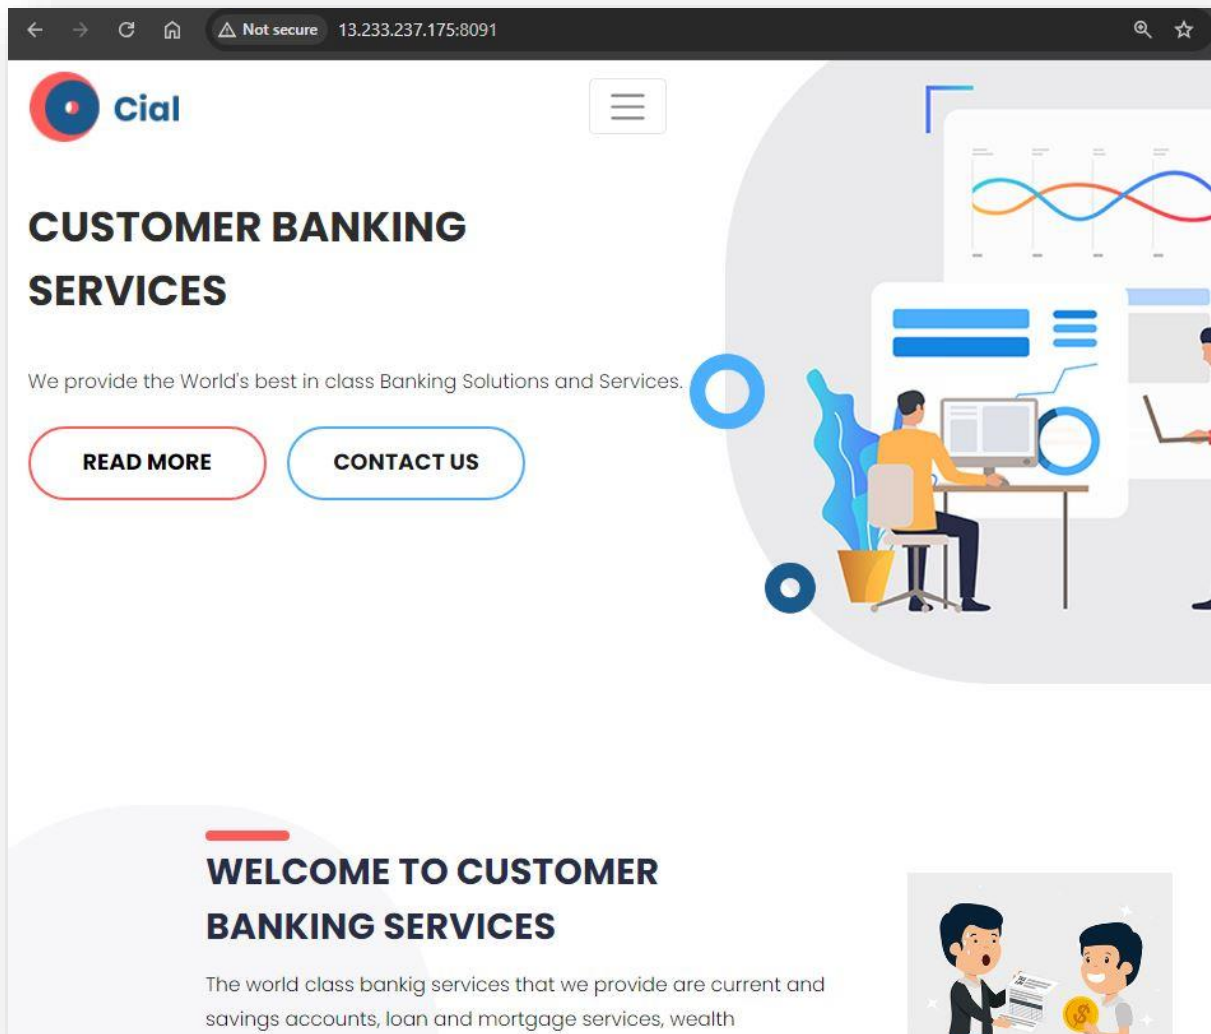 Not secure 13.233.237.175:8091
Cial
CUSTOMER BANKING
SERVICES
We provide the World's best in class Banking Solutions and Services.
READ MORE CONTACT US
WELCOME TO CUSTOMER
BANKING SERVICES
The world class bankig services that we provide are current and
savings accounts, loan and mortgage services, wealth
$